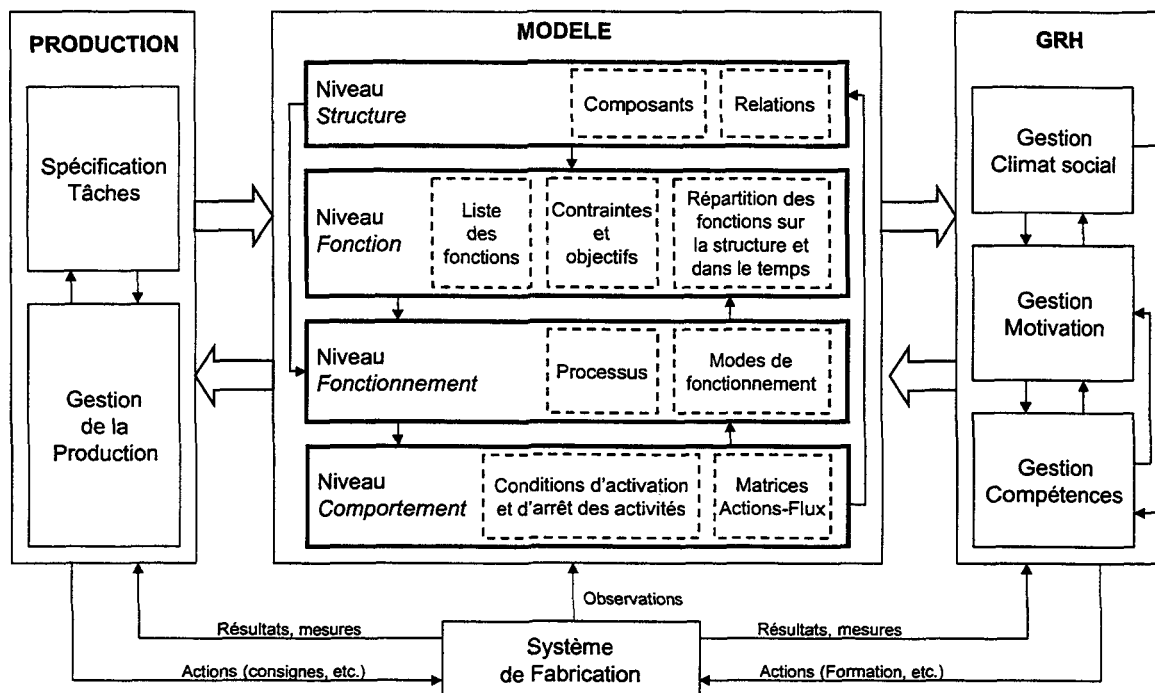 PRODUCTION
Spécification
Tâches
Gestion
de la
Production
MODELE
Niveau
Structure
Composants
Relations
Niveau
Fonction
Liste
des
fonctions
Contraintes
et
objectifs
Répartition des
fonctions sur
la structure et
dans le temps
Niveau
Fonctionnement
Processus
Modes de
fonctionnement
Niveau
Comportement
Conditions d'activation
et d'arrêt des activités
Matrices
Actions-Flux
GRH
Gestion
Climat social
Gestion
Motivation
Gestion
Compétences
Observations
Résultats, mesures
Actions (consignes, etc.)
Système
de Fabrication
Résultats, mesures
Actions (Formation, etc.)